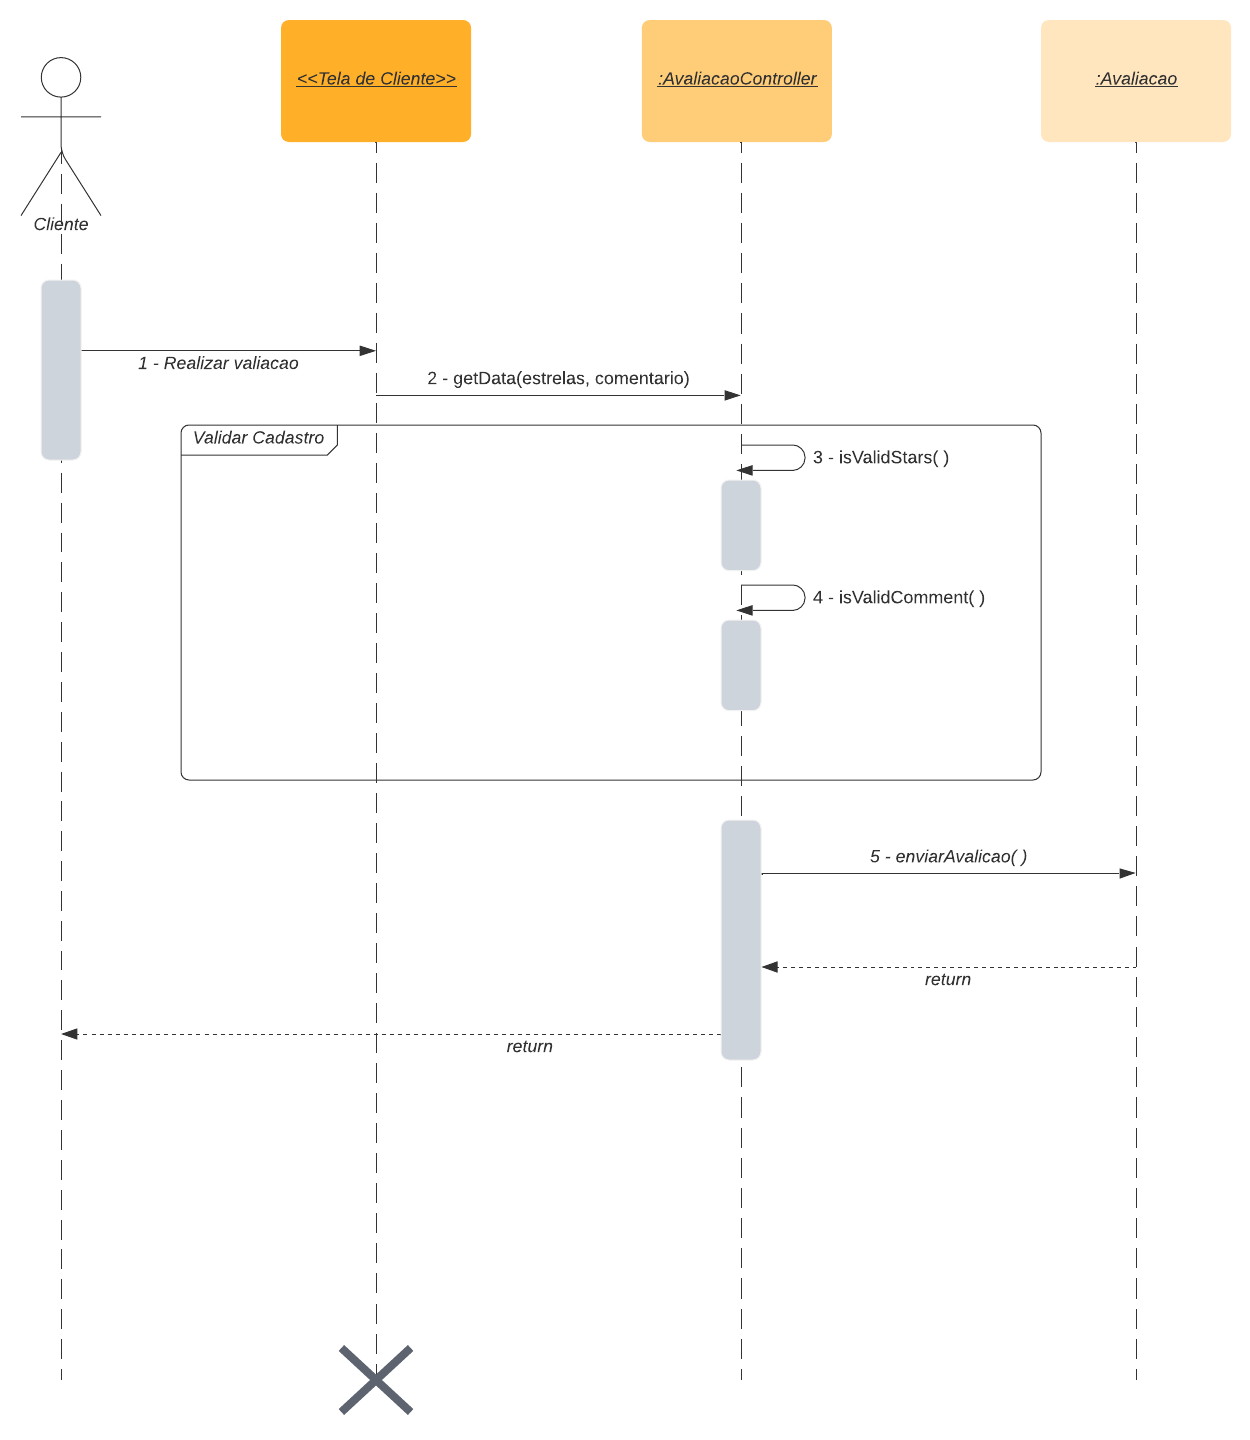 <<Tela de Cliente>>
:AvaliacaoController
:Avaliacao
Cliente
1 - Realizar valiacao
2 - getData(estrelas, comentario)
Validar Cadastro
3 - isValidStars( )
4 - isValidComment( )
5 - enviarAvalicao( )
return
return